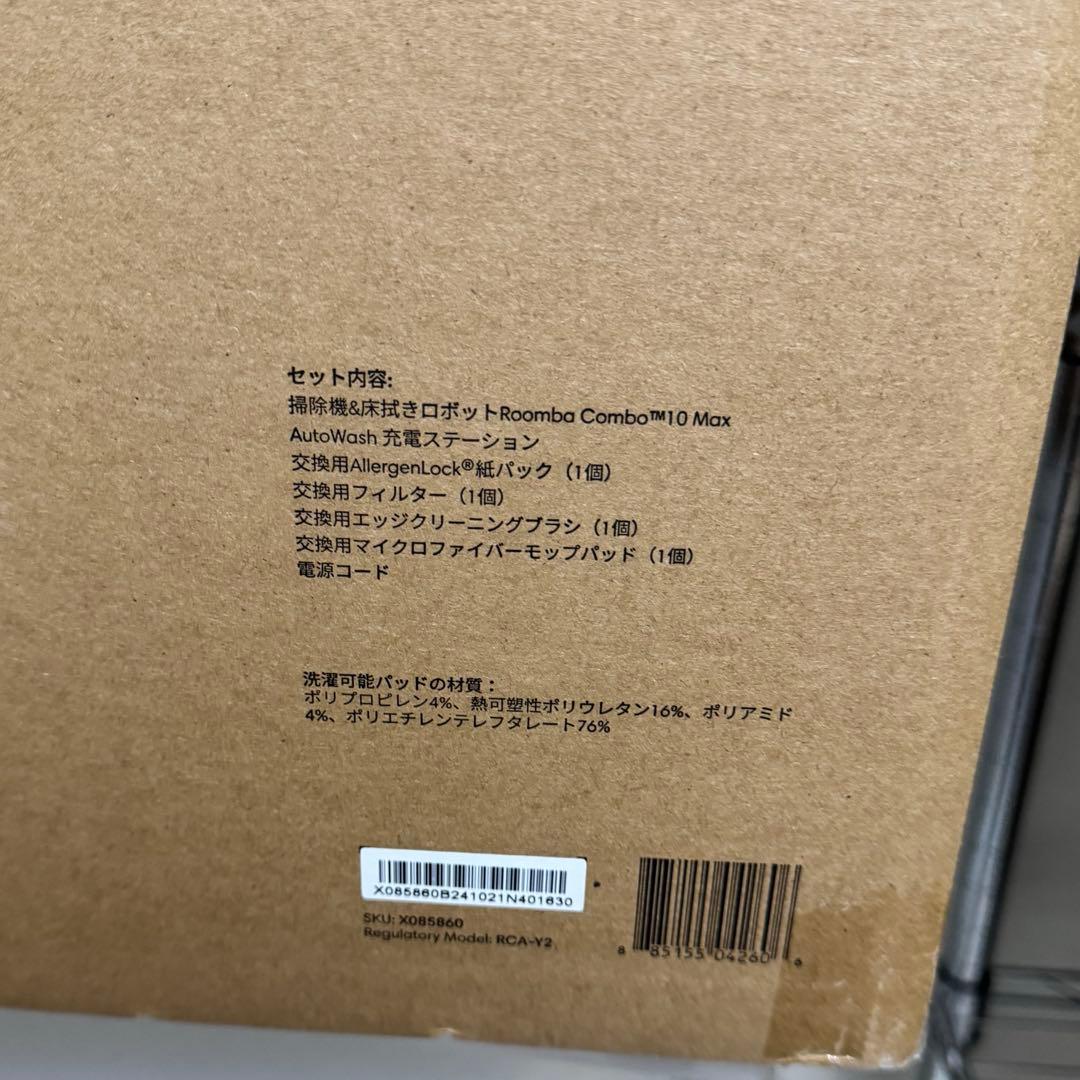 セット内容:
掃除機&床拭きロボットRoomba Combo™10 Max
AutoWash 充電ステーション
交換用AllergenLock®紙パック（1個）
交換用フィルター（1個）
交換用エッジクリーニングブラシ（1個）
交換用マイクロファイバーモップパッド（1個）
電源コード
洗濯可能パッドの材質：
ポリプロピレン4%、熱可塑性ポリウレタン16%、ポリアミド
4%、ポリエチレンテレフタレート76%
X085860B241021N401630
SKU: X085860
Regulatory Model: RCA-Y2
8 85155 04260 6